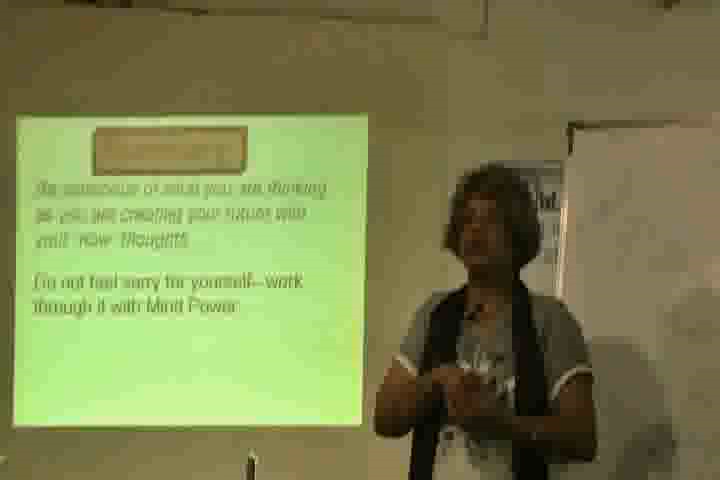 Be conscious of what you are thinking
as you are creating your future with
your now thoughts
Do not feel sorry for yourself--work
through it with Mind Power